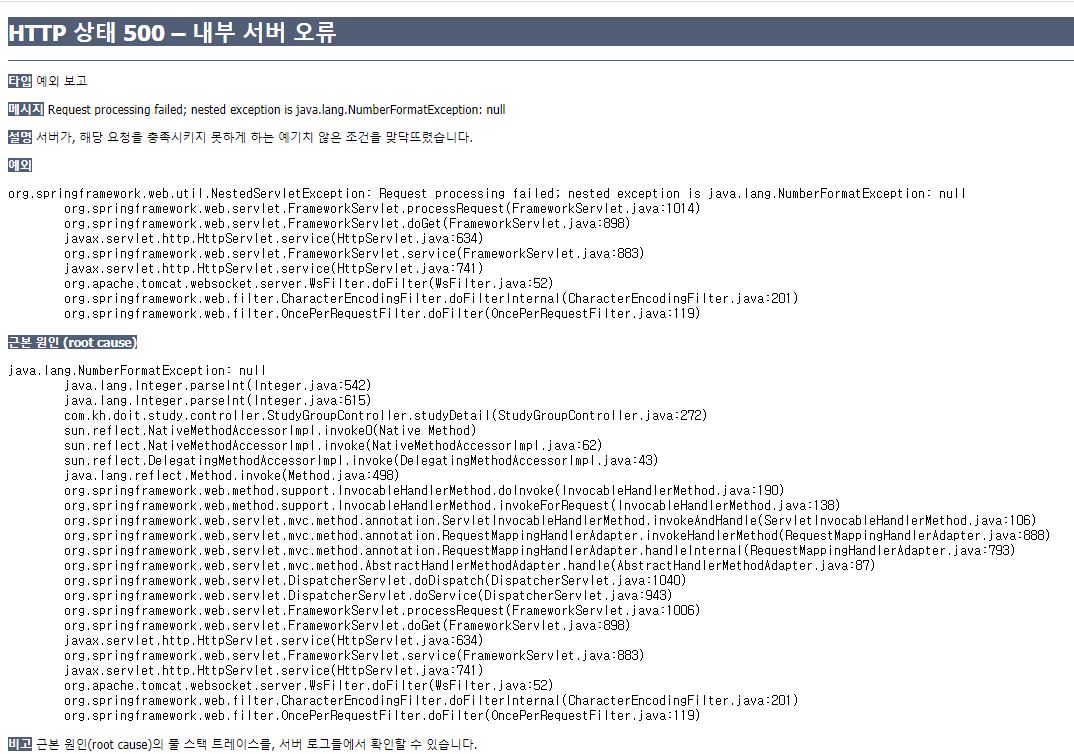 HTTP 상태 500 – 내부 서버 오류
타입 예외 보고
메시지 Request processing failed; nested exception is java.lang.NumberFormatException: null
설명 서버가, 해당 요청을 충족시키지 못하게 하는 예기치 않은 조건을 맞닥뜨렸습니다.
예외
org.springframework.web.util.NestedServletException: Request processing failed; nested exception is java.lang.NumberFormatException: null
org.springframework.web.servlet.FrameworkServlet.processRequest(FrameworkServlet.java:1014)
org.springframework.web.servlet.FrameworkServlet.doGet(FrameworkServlet.java:898)
javax.servlet.http.HttpServlet.service(HttpServlet.java:634)
org.springframework.web.servlet.FrameworkServlet.service(FrameworkServlet.java:883)
javax.servlet.http.HttpServlet.service(HttpServlet.java:741)
org.apache.tomcat.websocket.server.WsFilter.doFilter(WsFilter.java:52)
org.springframework.web.filter.CharacterEncodingFilter.doFilterInternal(CharacterEncodingFilter.java:201)
org.springframework.web.filter.OncePerRequestFilter.doFilter(OncePerRequestFilter.java:119)
근본 원인 (root cause)
java.lang.NumberFormatException: null
java.lang.Integer.parseInt(Integer.java:542)
java.lang.Integer.parseInt(Integer.java:615)
com.kh.doit.study.controller.StudyGroupController.studyDetail(StudyGroupController.java:272)
sun.reflect.NativeMethodAccessorImpl.invoke0(Native Method)
sun.reflect.NativeMethodAccessorImpl.invoke(NativeMethodAccessorImpl.java:62)
sun.reflect.DelegatingMethodAccessorImpl.invoke(DelegatingMethodAccessorImpl.java:43)
java.lang.reflect.Method.invoke(Method.java:498)
org.springframework.web.method.support.InvocableHandlerMethod.doInvoke(InvocableHandlerMethod.java:190)
org.springframework.web.method.support.InvocableHandlerMethod.invokeForRequest(InvocableHandlerMethod.java:138)
org.springframework.web.servlet.mvc.method.annotation.ServletInvocableHandlerMethod.invokeAndHandle(ServletInvocableHandlerMethod.java:106)
org.springframework.web.servlet.mvc.method.annotation.RequestMappingHandlerAdapter.invokeHandlerMethod(RequestMappingHandlerAdapter.java:888)
org.springframework.web.servlet.mvc.method.annotation.RequestMappingHandlerAdapter.handleInternal(RequestMappingHandlerAdapter.java:793)
org.springframework.web.servlet.mvc.method.AbstractHandlerMethodAdapter.handle(AbstractHandlerMethodAdapter.java:87)
org.springframework.web.servlet.DispatcherServlet.doDispatch(DispatcherServlet.java:1040)
org.springframework.web.servlet.DispatcherServlet.doService(DispatcherServlet.java:943)
org.springframework.web.servlet.FrameworkServlet.processRequest(FrameworkServlet.java:1006)
org.springframework.web.servlet.FrameworkServlet.doGet(FrameworkServlet.java:898)
javax.servlet.http.HttpServlet.service(HttpServlet.java:634)
org.springframework.web.servlet.FrameworkServlet.service(FrameworkServlet.java:883)
javax.servlet.http.HttpServlet.service(HttpServlet.java:741)
org.apache.tomcat.websocket.server.WsFilter.doFilter(WsFilter.java:52)
org.springframework.web.filter.CharacterEncodingFilter.doFilterInternal(CharacterEncodingFilter.java:201)
org.springframework.web.filter.OncePerRequestFilter.doFilter(OncePerRequestFilter.java:119)
비고 근본 원인(root cause)의 풀 스택 트레이스를, 서버 로그들에서 확인할 수 있습니다.